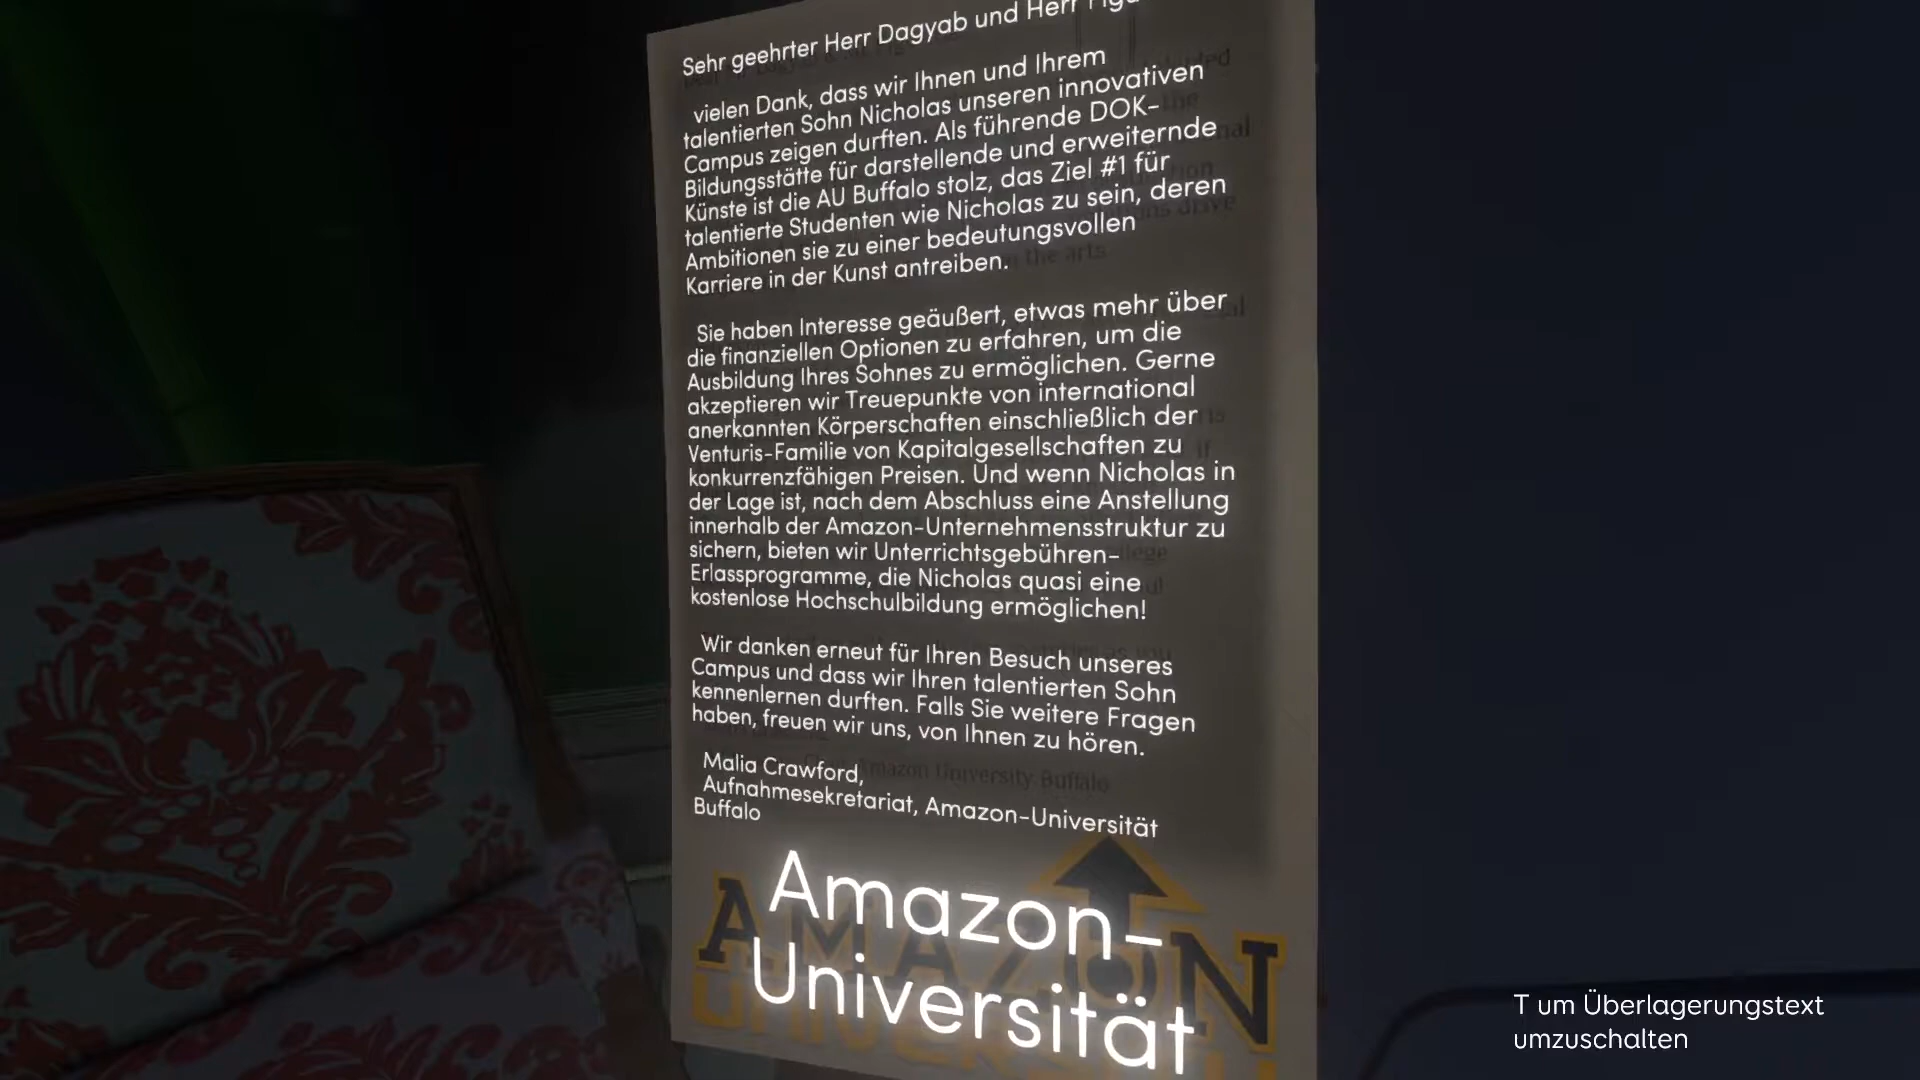 Sehr geehrter Herr Dagyab und Herr
vielen Dank, dass wir Ihnen und Ihrem
talentierten Sohn Nicholas unseren innovativen
Campus zeigen durften. Als führende DOK-
Bildungsstätte für darstellende und erweiternde
Künste ist die AU Buffalo stolz, das Ziel #1 für
talentierte Studenten wie Nicholas zu sein, deren
Ambitionen sie zu einer bedeutungsvollen
Karriere in der Kunst antreiben.
Sie haben Interesse geäußert, etwas mehr über
die finanziellen Optionen zu erfahren, um die
Ausbildung Ihres Sohnes zu ermöglichen. Gerne
akzeptieren wir Treuepunkte von international
anerkannten Körperschaften einschließlich der
Venturis-Familie von Kapitalgesellschaften zu
konkurrenzfähigen Preisen. Und wenn Nicholas in
der Lage ist, nach dem Abschluss eine Anstellung
innerhalb der Amazon-Unternehmensstruktur zu
sichern, bieten wir Unterrichtsgebühren-
Erlassprogramme, die Nicholas quasi eine
kostenlose Hochschulbildung ermöglichen!
Wir danken erneut für Ihren Besuch unseres
Campus und dass wir Ihren talentierten Sohn
kennenlernen durften. Falls Sie weitere Fragen
haben, freuen wir uns, von Ihnen zu hören.
Malia Crawford,
Aufnahmesekretariat, Amazon-Universität
Buffalo
Amazon University Buffalo
Amazon-
Universität
AMAZON
UNIVERSITY
T um Überlagerungstext
umzuschalten